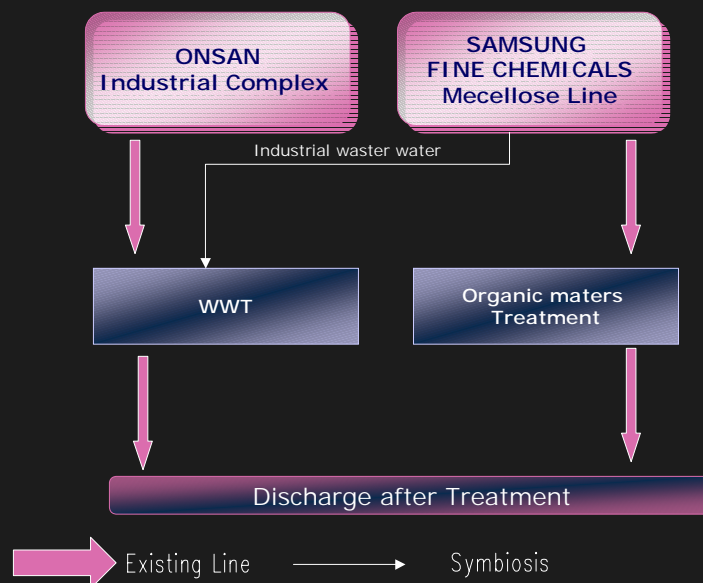 ONSAN
Industrial Complex
SAMSUNG
FINE CHEMICALS
Mecellose Line
Industrial waster water
WWT
Organic maters
Treatment
Discharge after Treatment
Existing Line
Symbiosis